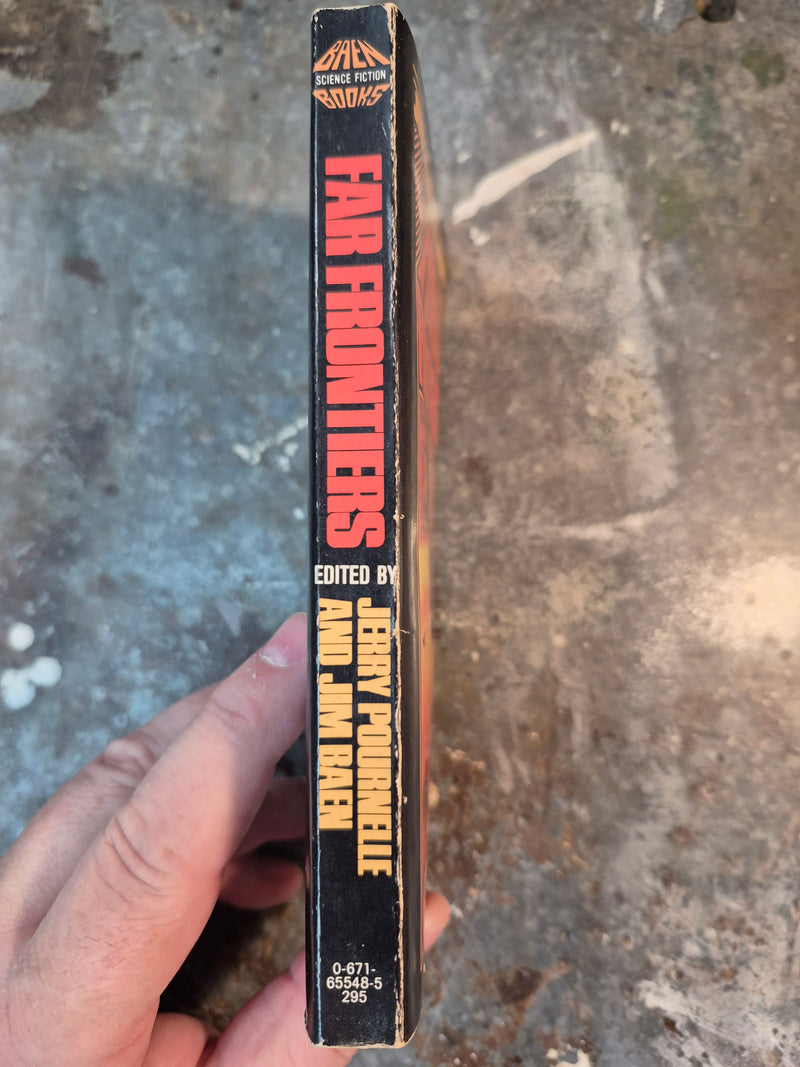 BAEN
SCIENCE FICTION
BOOKS
FAR FRONTIERS
EDITED BY
JERRY POURNELLE
AND JIM BAEN
0-671-
65548-5
295